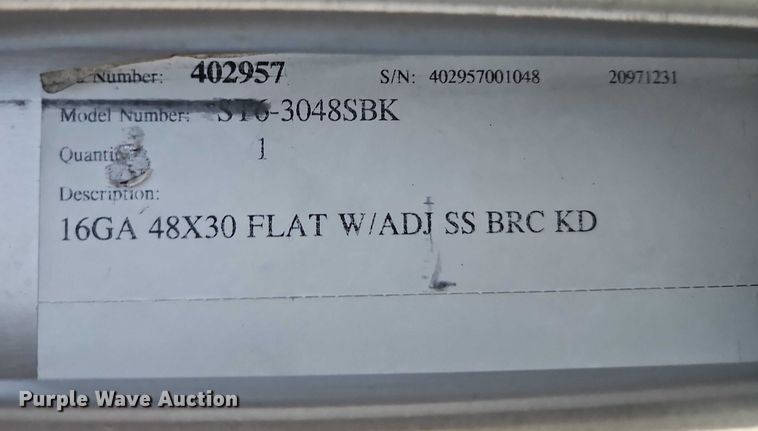 Number: 402957 S/N: 402957001048 20971231
Model Number: ST6-3048SBK
Quantity 1
Description:
16GA 48X30 FLAT W/ADJ SS BRC KD
Purple Wave Auction